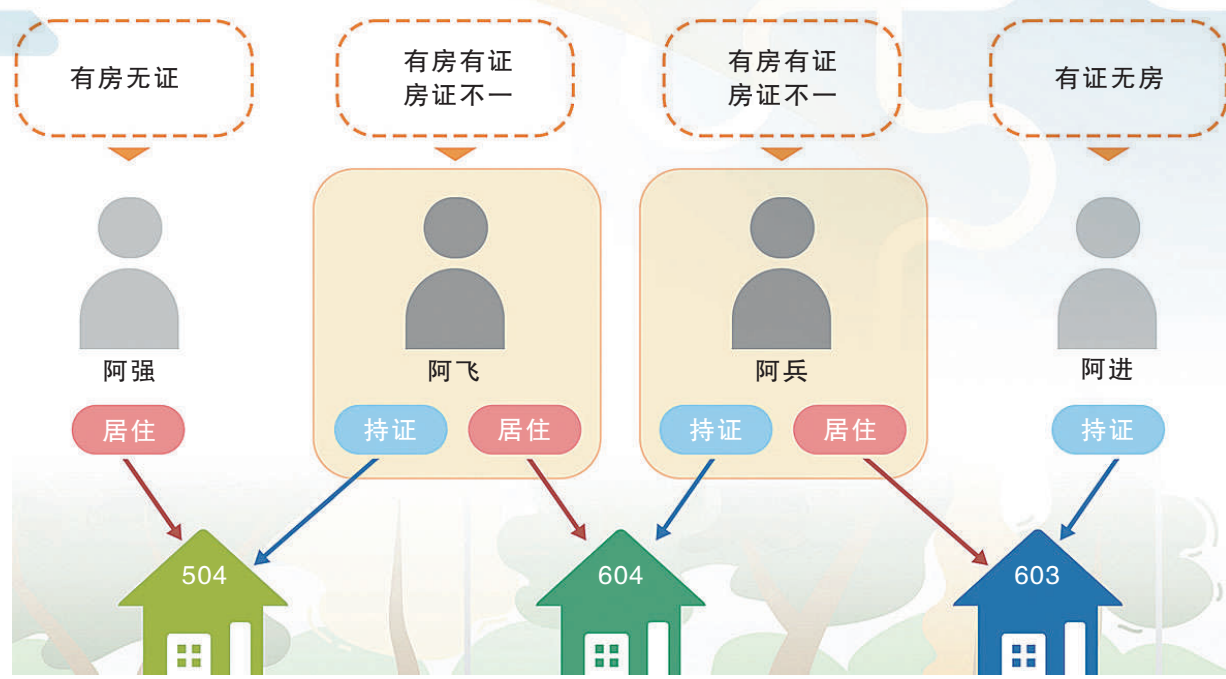 有房无证
有房有证
房证不一
有房有证
房证不一
有证无房
阿强
阿飞
阿兵
阿进
居住
持证
居住
持证
居住
持证
504
604
603